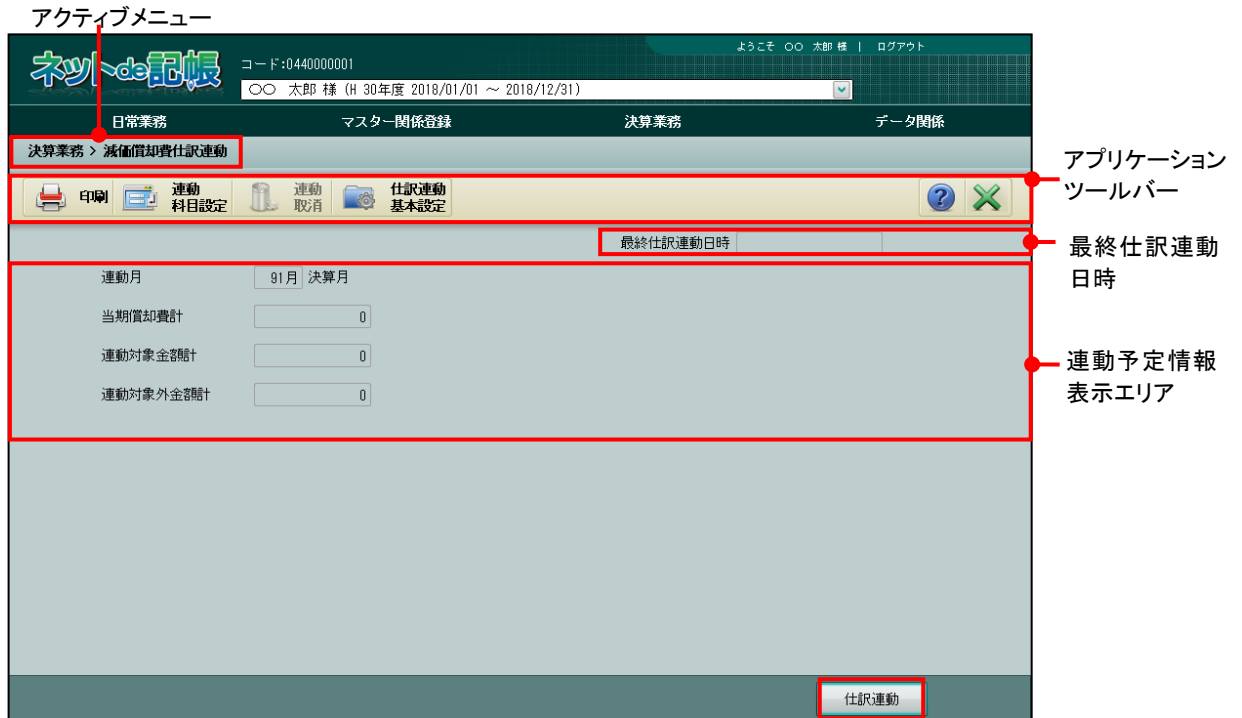 アクティブメニュー
ようこそ 〇〇 太郎 様 | ログアウト
ネットde記帳
コード:0440000001
〇〇 太郎 様 (H 30年度 2018/01/01 ～ 2018/12/31)
日常業務 マスター関係登録 決算業務 データ関係
決算業務 > 減価償却費仕訳連動
アプリケーション
ツールバー
印刷
連動
科目設定
連動
取消
仕訳連動
基本設定
最終仕訳連動日時
最終仕訳連動
日時
連動月 91月 決算月
当期償却費計 0
連動対象金額計 0
連動対象外金額計 0
連動予定情報
表示エリア
仕訳連動